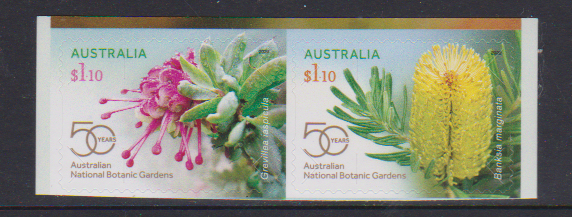 AUSTRALIA
$1.10
50 YEARS
Australian
National Botanic Gardens
Grevillea iaspicula
AUSTRALIA
$1.10
50 YEARS
Australian
National Botanic Gardens
Banksia marginata